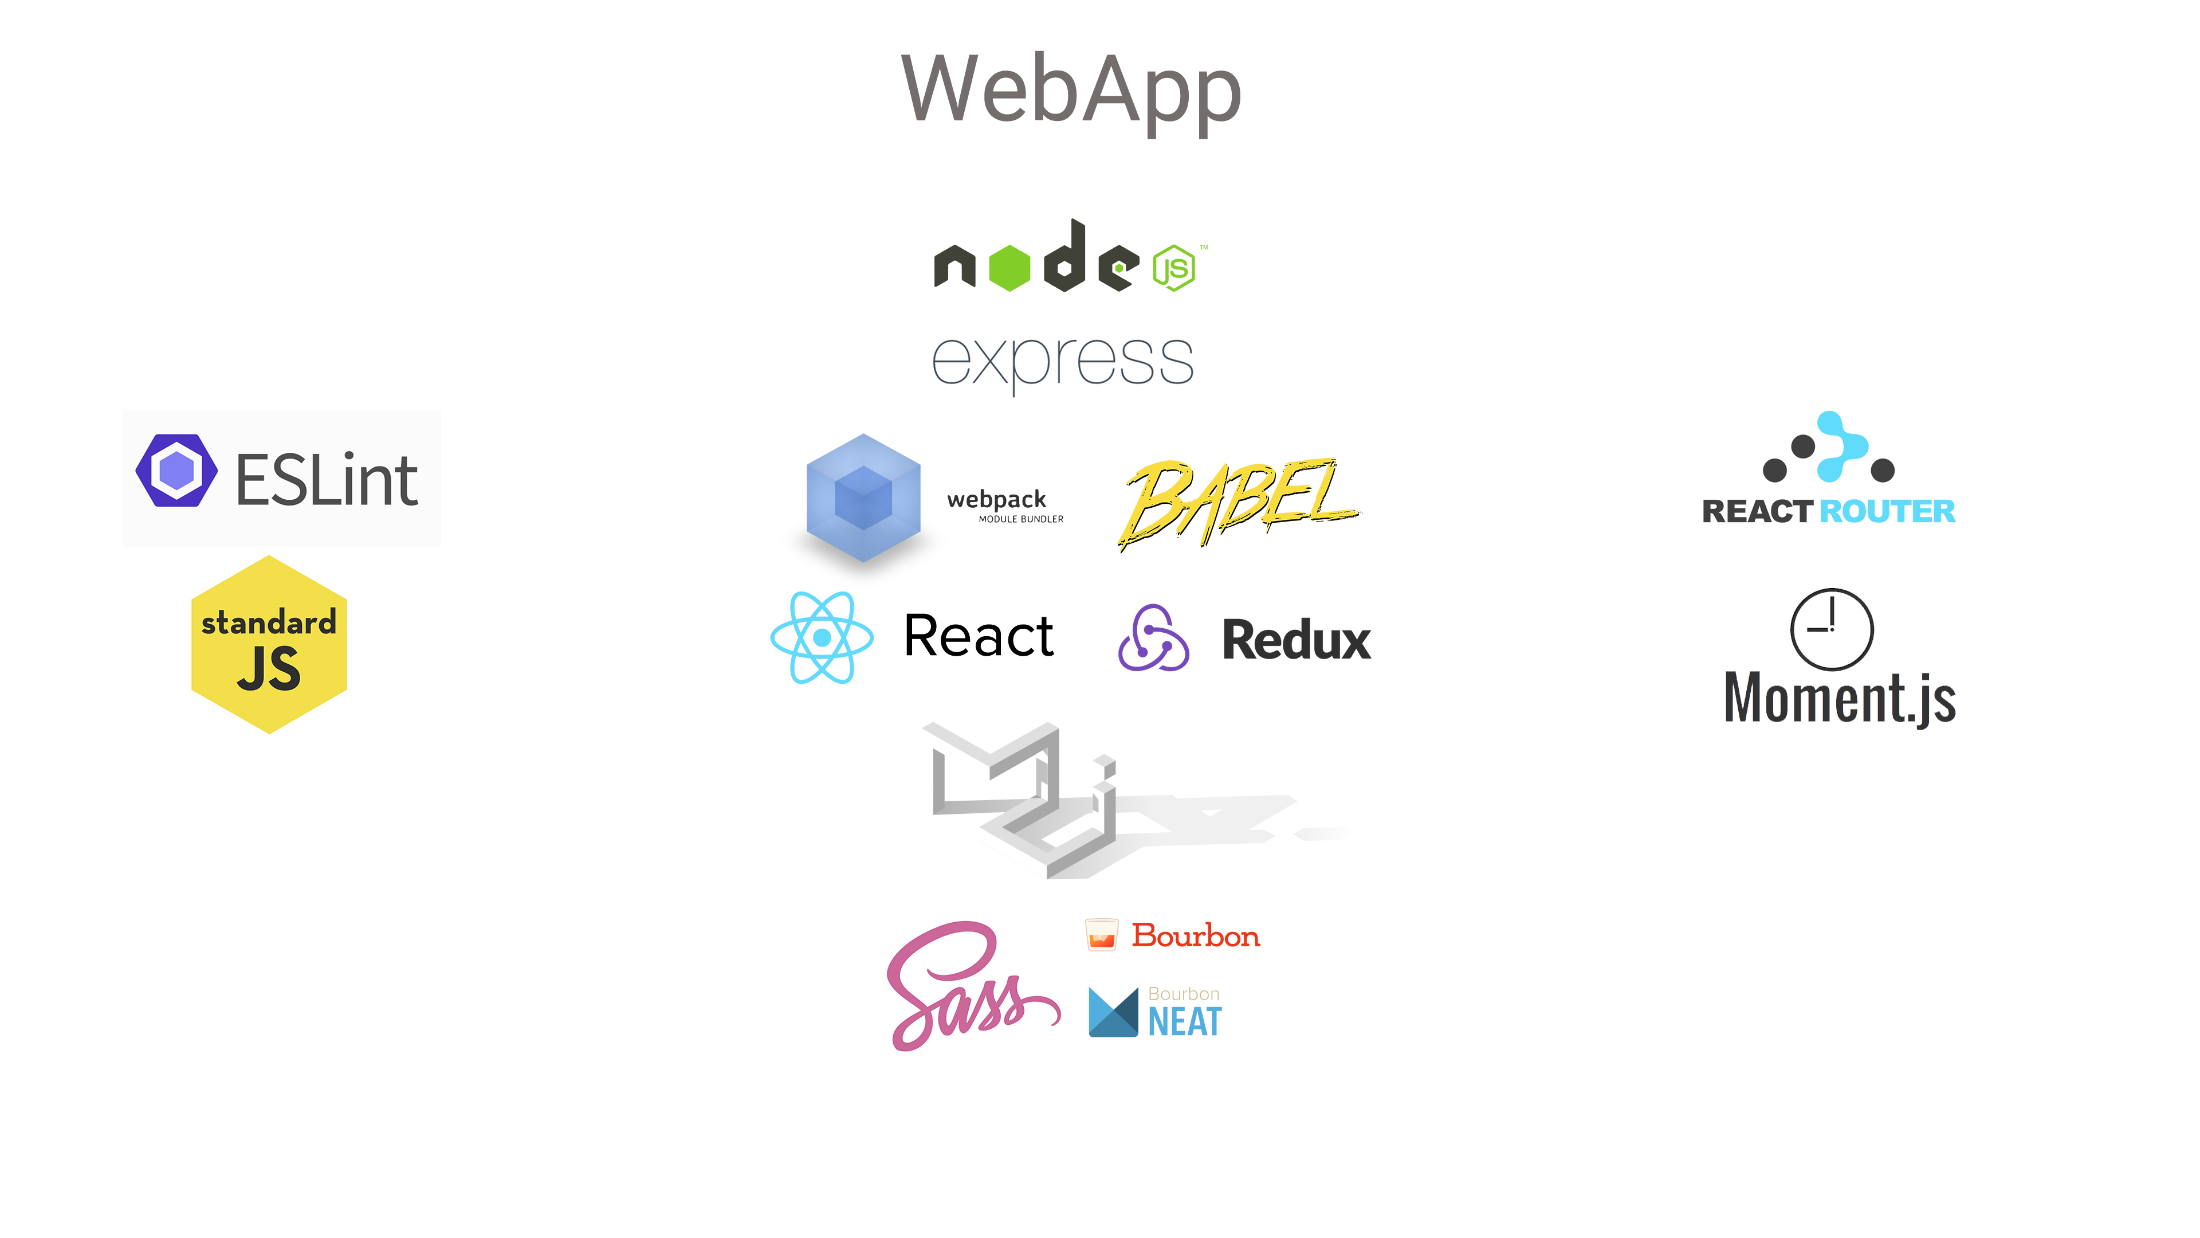 WebApp
node JS ™
express
ESLint
webpack
MODULE BUNDLER
BABEL
REACT ROUTER
standard
JS
React
Redux
Moment.js
Sass
Bourbon
Bourbon
NEAT